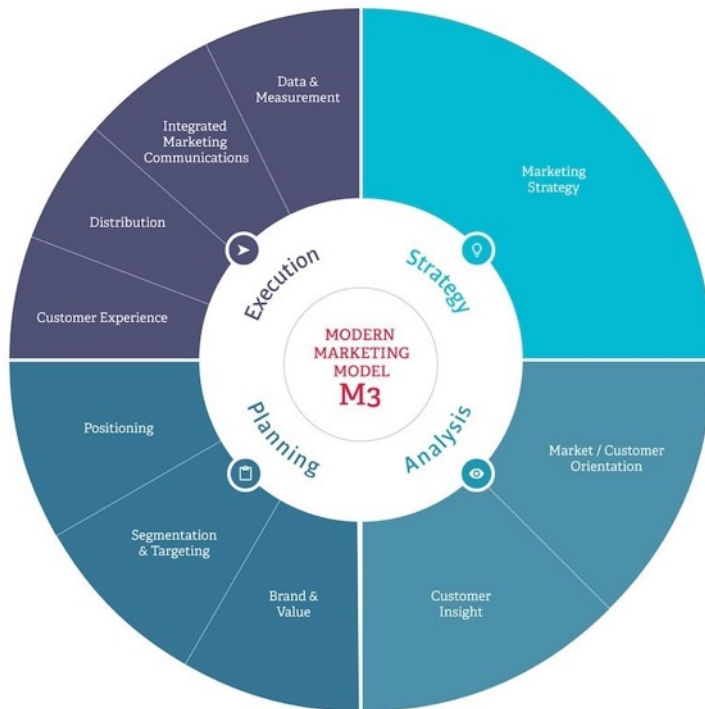 Data &
Measurement
Integrated
Marketing
Communications
Distribution
Customer Experience
Marketing
Strategy
Execution
Strategy
MODERN
MARKETING
MODEL
M3
Planning
Analysis
Positioning
Segmentation
& Targeting
Brand &
Value
Market / Customer
Orientation
Customer
Insight